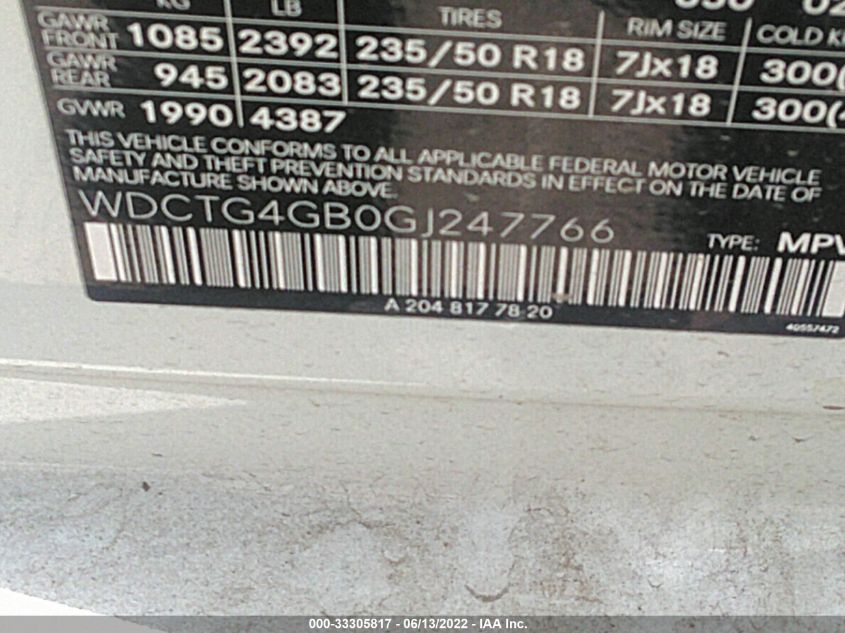 KG LB TIRES RIM SIZE COLD K
GAWR FRONT 1085 2392 235/50 R18 7Jx18 300(
GAWR REAR 945 2083 235/50 R18 7Jx18 300(
GVWR 1990 4387
THIS VEHICLE CONFORMS TO ALL APPLICABLE FEDERAL MOTOR VEHICLE
SAFETY AND THEFT PREVENTION STANDARDS IN EFFECT ON THE DATE OF
MANUFACTURE SHOWN ABOVE.
WDCTG4GB0GJ247766 TYPE: MPV
A 204 817 78 20
40557472
000-33305817 - 06/13/2022 - IAA Inc.